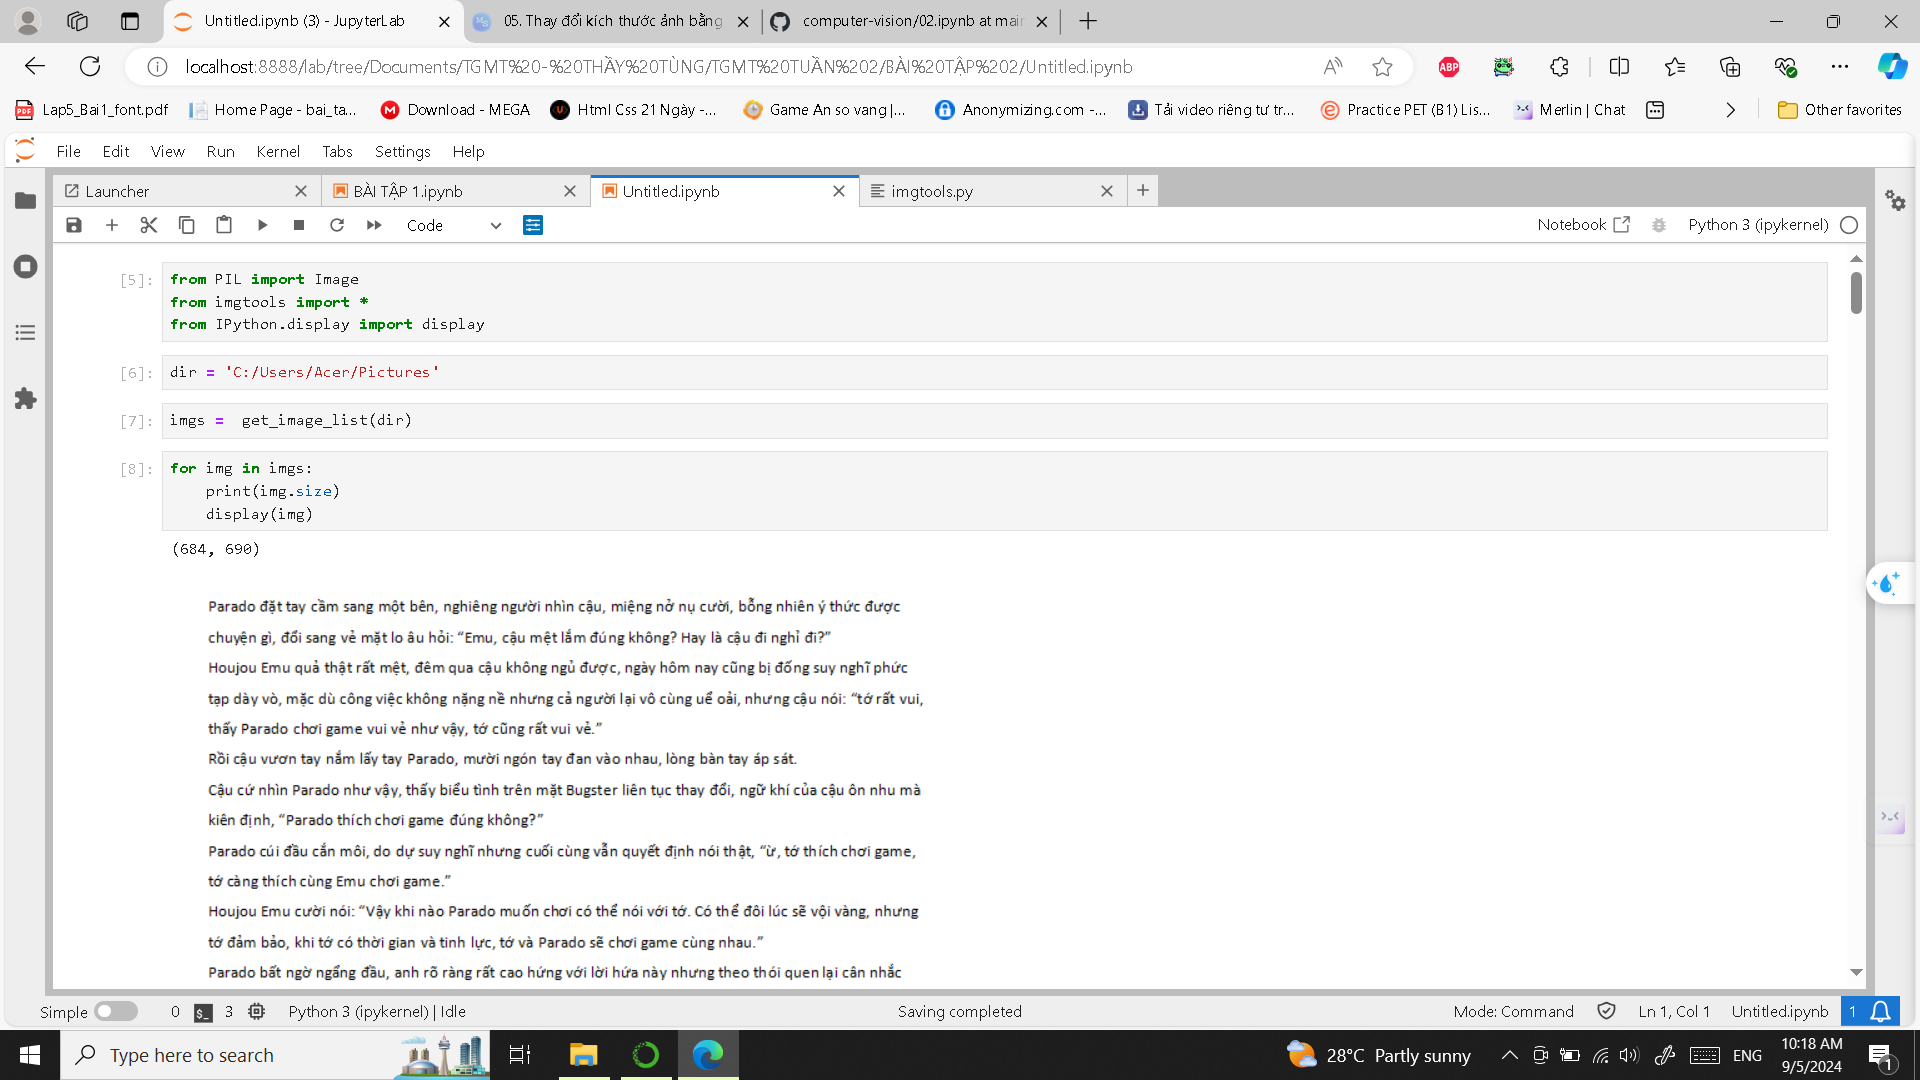 Untitled.ipynb (3) - JupyterLab
05. Thay đổi kích thước ảnh bằng
computer-vision/02.ipynb at main
localhost:8888/lab/tree/Documents/TGMT%20-%20THẦY%20TÙNG/TGMT%20TUẦN%202/BÀI%20TẬP%202/Untitled.ipynb
ABP
Lap5_Bai1_font.pdf
Home Page - bai_ta...
Download - MEGA
Html Css 21 Ngày -...
Game An so vang |...
Anonymizing.com -...
Tải video riêng tư tr...
Practice PET (B1) Lis...
Merlin | Chat
Other favorites
File Edit View Run Kernel Tabs Settings Help
Launcher
BÀI TẬP 1.ipynb
Untitled.ipynb
imgtools.py
Code
Notebook
Python 3 (ipykernel)
[5]: from PIL import Image
from imgtools import *
from IPython.display import display
[6]: dir = 'C:/Users/Acer/Pictures'
[7]: imgs =  get_image_list(dir)
[8]: for img in imgs:
    print(img.size)
    display(img)
(684, 690)
Parado đặt tay cầm sang một bên, nghiêng người nhìn cậu, miệng nở nụ cười, bỗng nhiên ý thức được
chuyện gì, đổi sang vẻ mặt lo âu hỏi: “Emu, cậu mệt lắm đúng không? Hay là cậu đi nghỉ đi?”
Houjou Emu quả thật rất mệt, đêm qua cậu không ngủ được, ngày hôm nay cũng bị đống suy nghĩ phức
tạp dày vò, mặc dù công việc không nặng nề nhưng cả người lại vô cùng uể oải, nhưng cậu nói: “tớ rất vui,
thấy Parado chơi game vui vẻ như vậy, tớ cũng rất vui vẻ.”
Rồi cậu vươn tay nắm lấy tay Parado, mười ngón tay đan vào nhau, lòng bàn tay áp sát.
Cậu cứ nhìn Parado như vậy, thấy biểu tình trên mặt Bugster liên tục thay đổi, ngữ khí của cậu ôn nhu mà
kiên định, “Parado thích chơi game đúng không?”
Parado cúi đầu cắn môi, do dự suy nghĩ nhưng cuối cùng vẫn quyết định nói thật, “ừ, tớ thích chơi game,
tớ càng thích cùng Emu chơi game.”
Houjou Emu cười nói: “Vậy khi nào Parado muốn chơi có thể nói với tớ. Có thể đôi lúc sẽ vội vàng, nhưng
tớ đảm bảo, khi tớ có thời gian và tinh lực, tớ và Parado sẽ chơi game cùng nhau.”
Parado bất ngờ ngẩng đầu, anh rõ ràng rất cao hứng với lời hứa này nhưng theo thói quen lại cân nhắc
Simple
0
3
Python 3 (ipykernel) | Idle
Saving completed
Mode: Command
Ln 1, Col 1
Untitled.ipynb
1
Type here to search
28°C Partly sunny
ENG
10:18 AM
9/5/2024
1